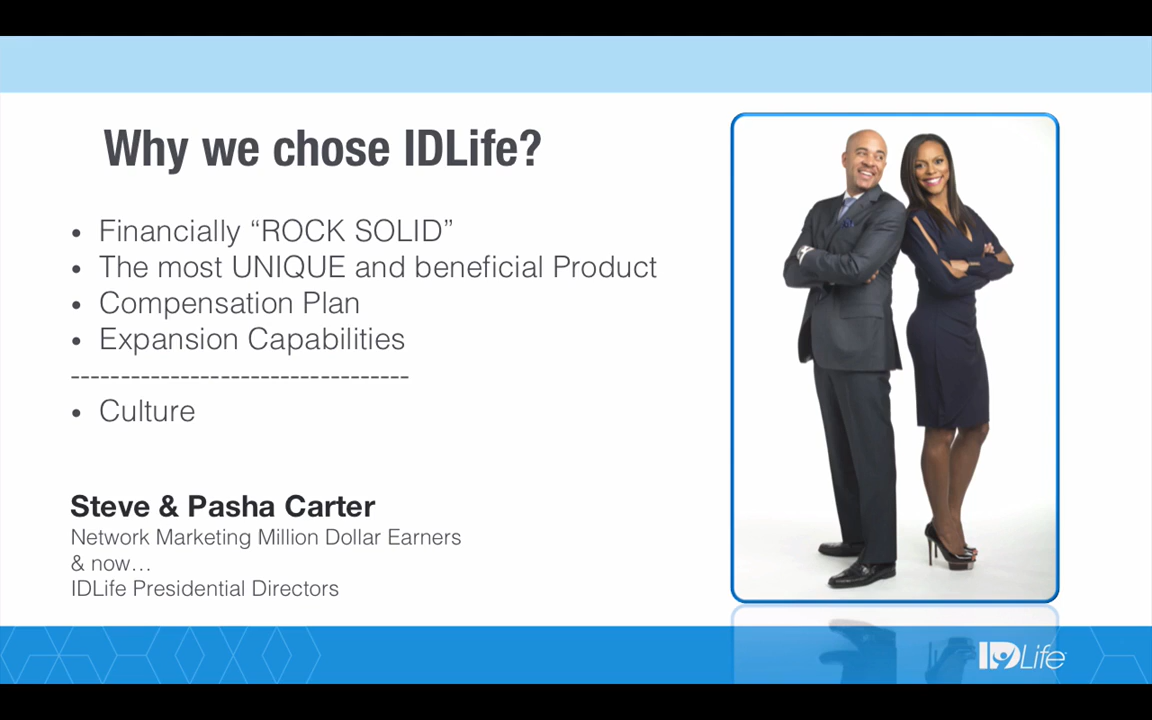 Why we chose IDLife?
• Financially “ROCK SOLID”
• The most UNIQUE and beneficial Product
• Compensation Plan
• Expansion Capabilities
----------------------------------
• Culture
Steve & Pasha Carter
Network Marketing Million Dollar Earners
& now…
IDLife Presidential Directors
IDLife